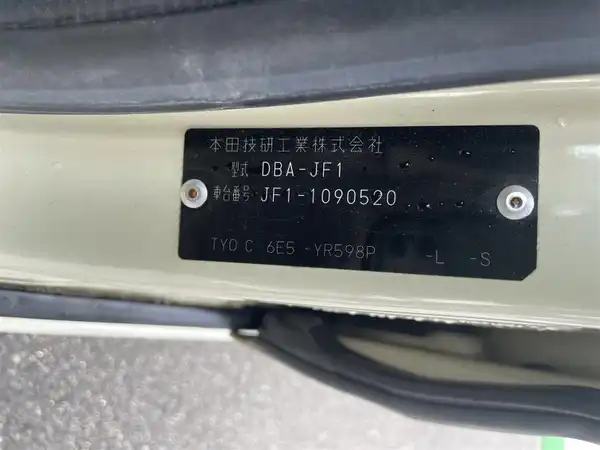 本田技研工業株式会社
型式 DBA-JF1
車台番号 JF1-1090520
TYD C 6E5 -YR598P -L -S